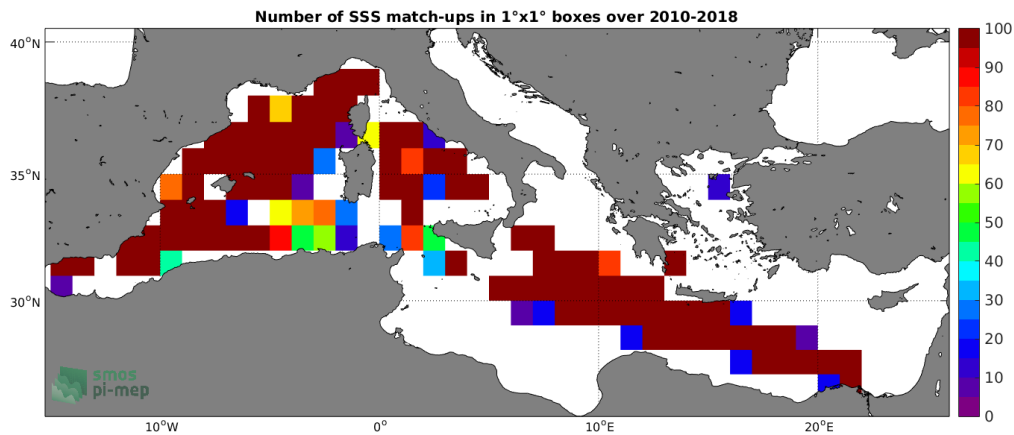 Number of SSS match-ups in 1°x1° boxes over 2010-2018
40°N
35°N
30°N
10°W
0°
10°E
20°E
100
90
80
70
60
50
40
30
20
10
0
smos
pi-mep